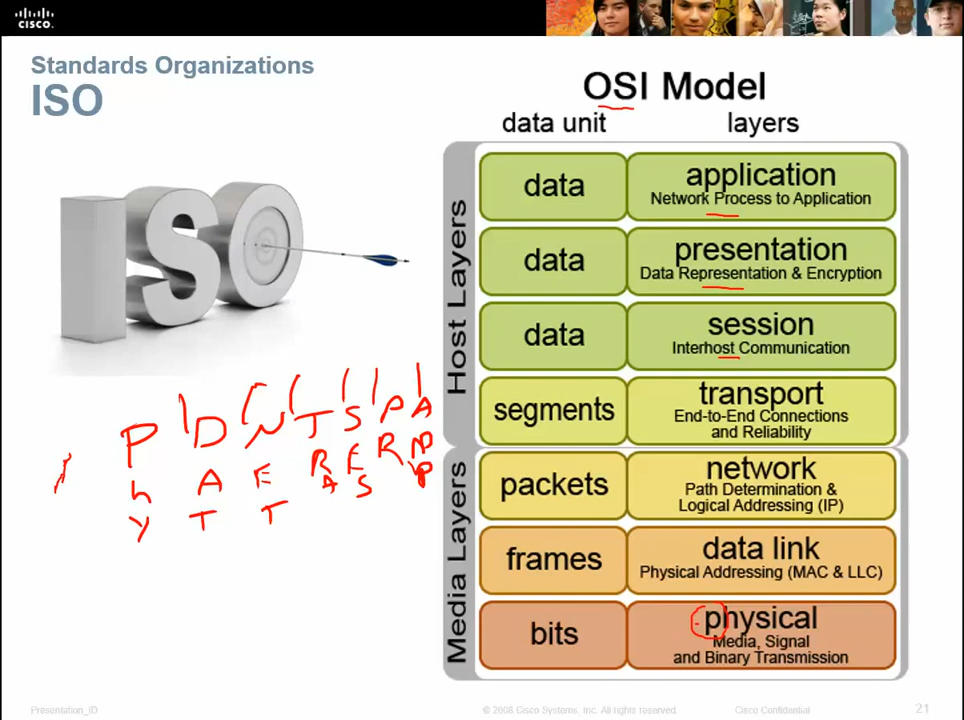 CISCO
Standards Organizations
ISO
ISO
OSI Model
data unit layers
Host Layers
data application
Network Process to Application
data presentation
Data Representation & Encryption
data session
Interhost Communication
segments transport
End-to-End Connections
and Reliability
Media Layers
packets network
Path Determination &
Logical Addressing (IP)
frames data link
Physical Addressing (MAC & LLC)
bits physical
Media, Signal
and Binary Transmission
P D N T S P A
h A E R E R P
y T T A S P
Presentation_ID © 2008 Cisco Systems, Inc. All rights reserved. Cisco Confidential 21